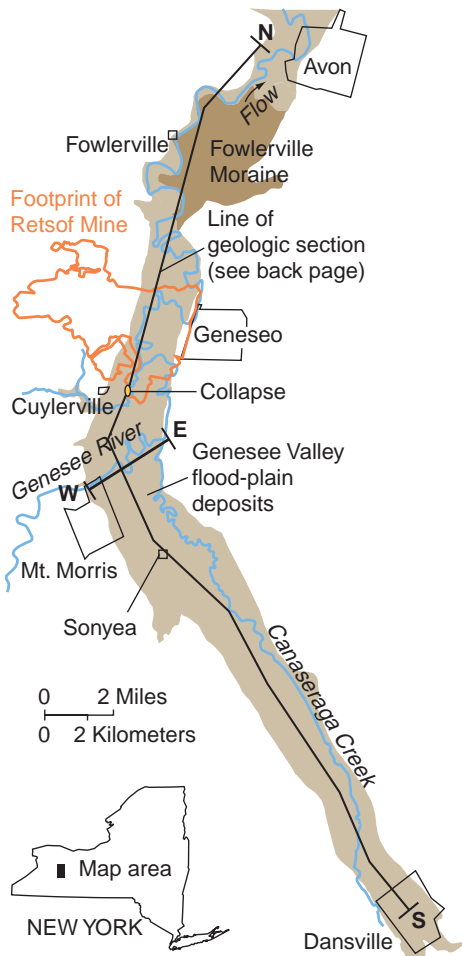 N
Avon
Flow
Fowlerville
Fowlerville
Moraine
Footprint of
Retsof Mine
Line of
geologic section
(see back page)
Geneseo
Collapse
Cuylerville
E
Genesee River
Genesee Valley
flood-plain
deposits
W
Mt. Morris
Sonyea
Canaseraga Creek
0 2 Miles
0 2 Kilometers
Map area
NEW YORK
S
Dansville